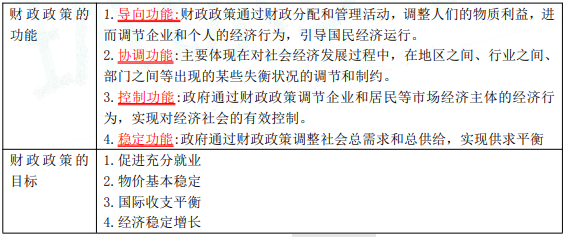 财政政策的
功能
1.导向功能:财政政策通过财政分配和管理活动，调整人们的物质利益，进
而调节企业和个人的经济行为，引导国民经济运行。
2.协调功能:主要体现在对社会经济发展过程中，在地区之间、行业之间、
部门之间等出现的某些失衡状况的调节和制约。
3.控制功能:政府通过财政政策调节企业和居民等市场经济主体的经济行
为，实现对经济社会的有效控制。
4.稳定功能:政府通过财政政策调整社会总需求和总供给，实现供求平衡
财政政策的
目标
1.促进充分就业
2.物价基本稳定
3.国际收支平衡
4.经济稳定增长